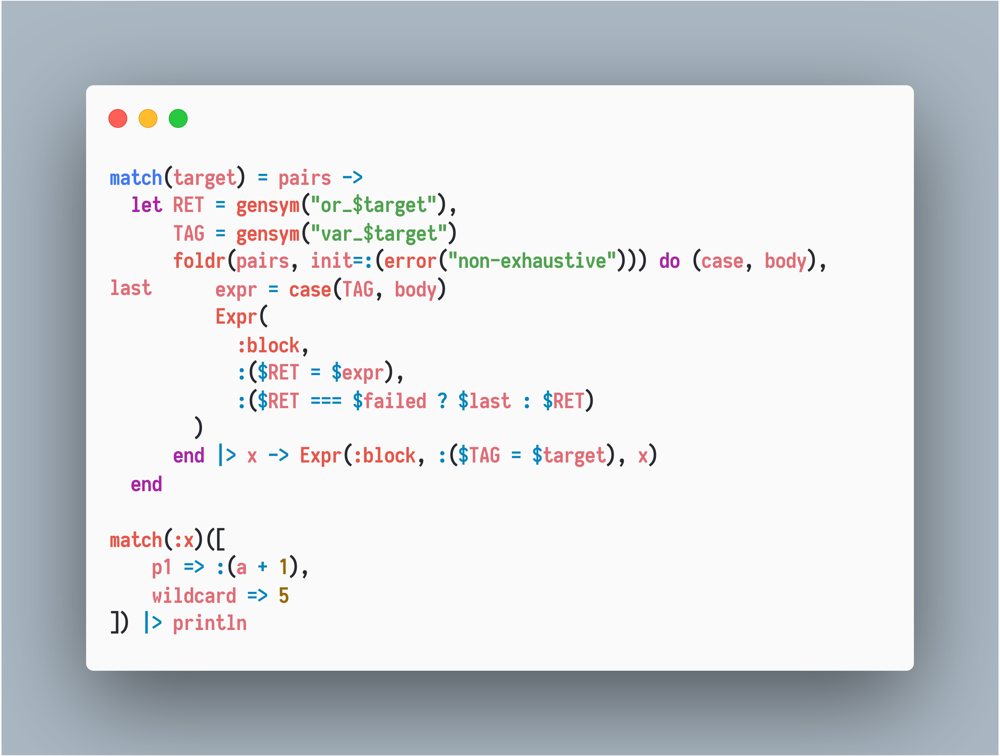 match(target) = pairs ->
  let RET = gensym("or_$target"),
      TAG = gensym("var_$target")
      foldr(pairs, init=:(error("non-exhaustive"))) do (case, body),
last      expr = case(TAG, body)
          Expr(
            :block,
            :($RET = $expr),
            :($RET === $failed ? $last : $RET)
        )
      end |> x -> Expr(:block, :($TAG = $target), x)
  end
match(:x)([
    p1 => :(a + 1),
    wildcard => 5
]) |> println